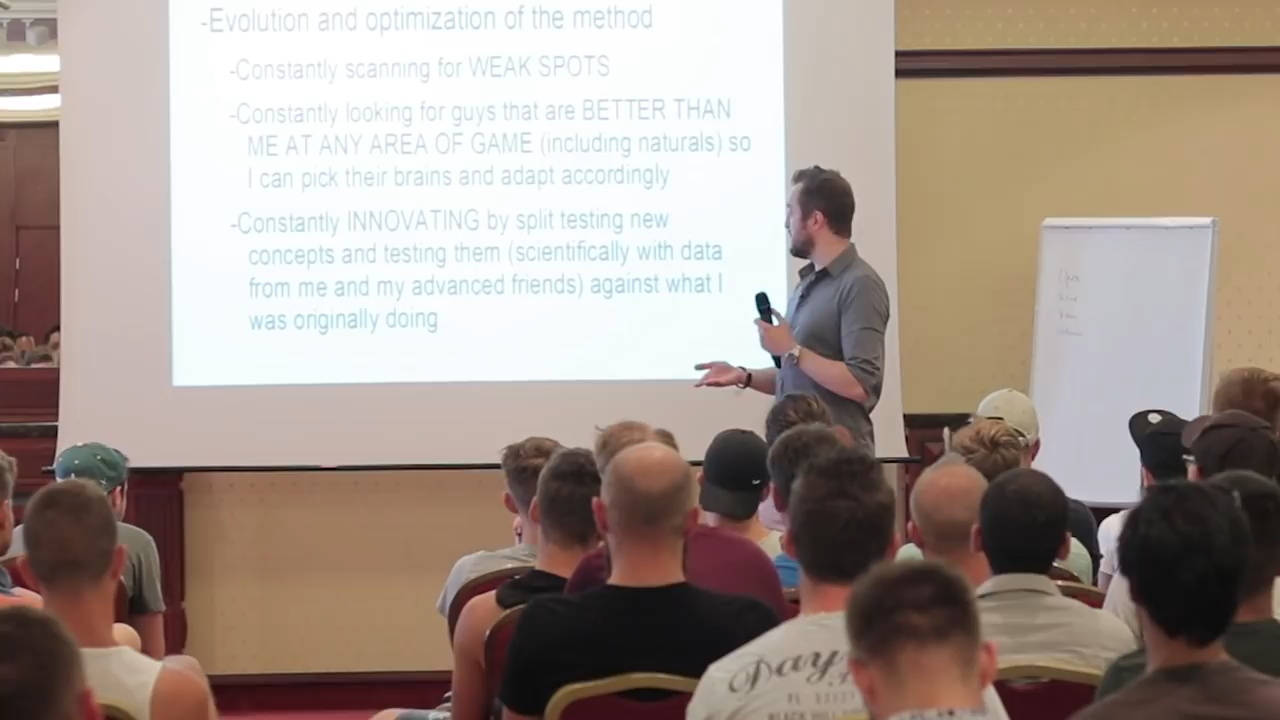 -Evolution and optimization of the method
-Constantly scanning for WEAK SPOTS
-Constantly looking for guys that are BETTER THAN
ME AT ANY AREA OF GAME (including naturals) so
I can pick their brains and adapt accordingly
-Constantly INNOVATING by split testing new
concepts and testing them (scientifically with data
from me and my advanced friends) against what I
was originally doing
Day